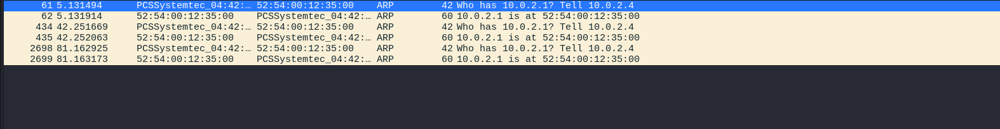 61 5.131494 PCSSystemtec_04:42:… 52:54:00:12:35:00 ARP 42 Who has 10.0.2.1? Tell 10.0.2.4
62 5.131914 52:54:00:12:35:00 PCSSystemtec_04:42:… ARP 60 10.0.2.1 is at 52:54:00:12:35:00
434 42.251669 PCSSystemtec_04:42:… 52:54:00:12:35:00 ARP 42 Who has 10.0.2.1? Tell 10.0.2.4
435 42.252063 52:54:00:12:35:00 PCSSystemtec_04:42:… ARP 60 10.0.2.1 is at 52:54:00:12:35:00
2698 81.162925 PCSSystemtec_04:42:… 52:54:00:12:35:00 ARP 42 Who has 10.0.2.1? Tell 10.0.2.4
2699 81.163173 52:54:00:12:35:00 PCSSystemtec_04:42:… ARP 60 10.0.2.1 is at 52:54:00:12:35:00